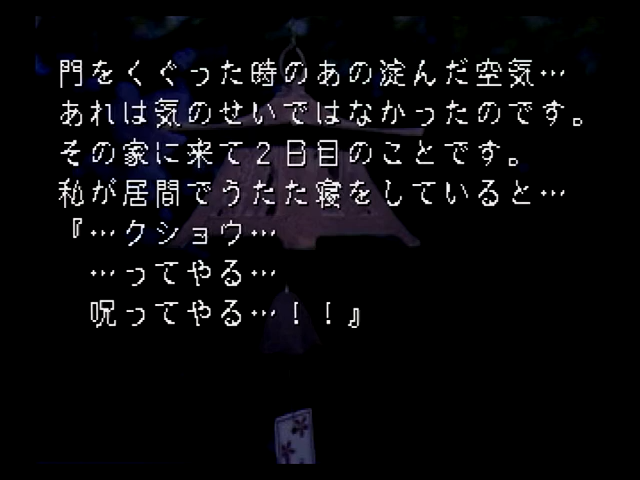 門をくぐった時のあの淀んだ空気…
あれは気のせいではなかったのです。
その家に来て２日目のことです。
私が居間でうたた寝をしていると…
『…クショウ…
…ってやる…
呪ってやる…！！』